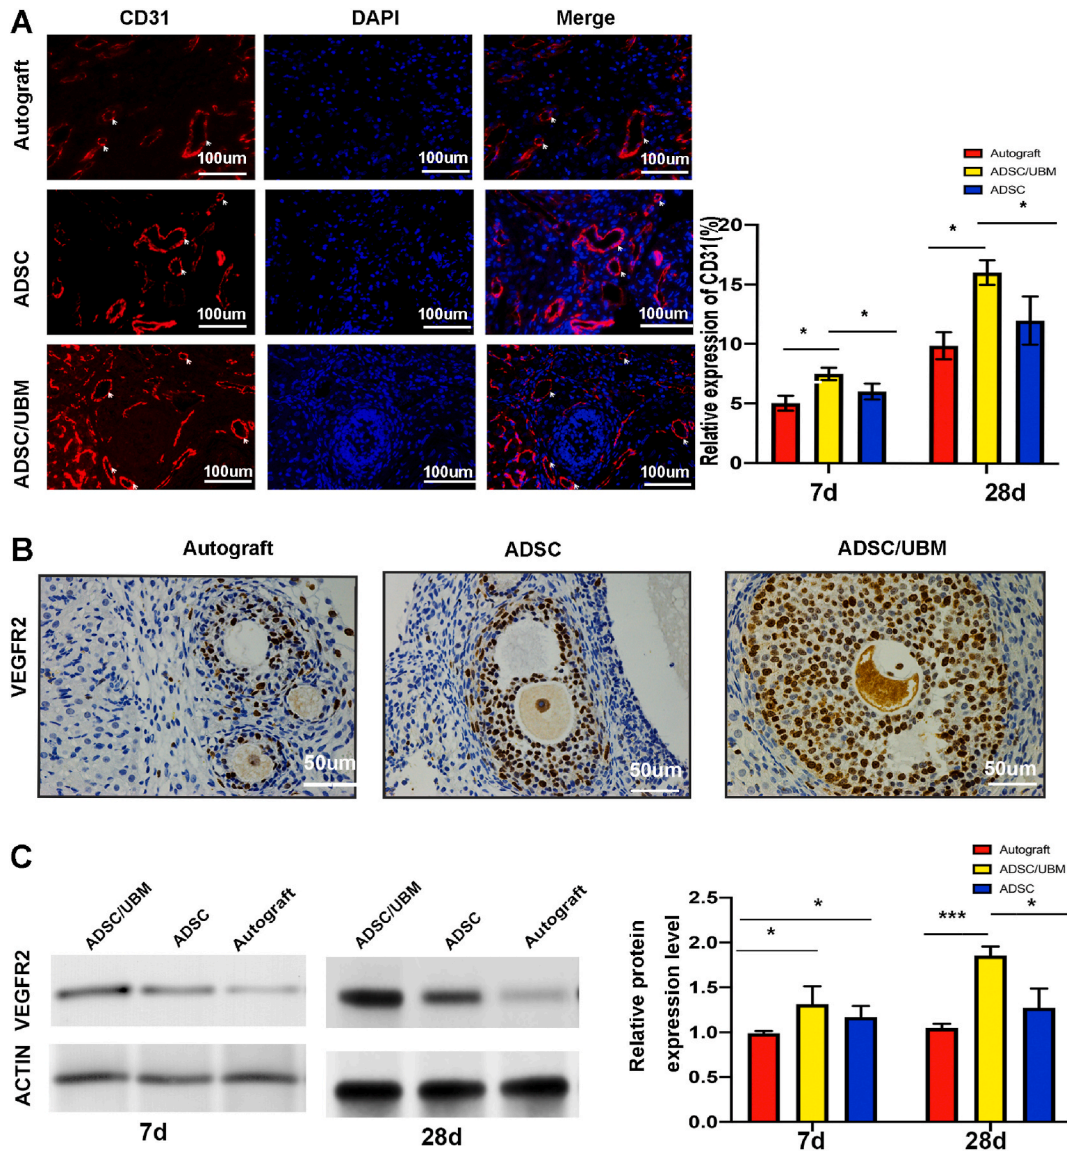 A
CD31 DAPI Merge
Autograft
100um 100um 100um
ADSC
100um 100um 100um
ADSC/UBM
100um 100um 100um
Autograft
ADSC/UBM
ADSC
Relative expression of CD31(%)
20
15
10
5
0
* * * *
7d 28d
B
Autograft ADSC ADSC/UBM
VEGFR2
50um 50um 50um
C
ADSC/UBM ADSC Autograft
ADSC/UBM ADSC Autograft
VEGFR2
ACTIN
7d 28d
Autograft
ADSC/UBM
ADSC
Relative protein
expression level
2.5
2.0
1.5
1.0
0.5
0.0
* * *** *
7d 28d